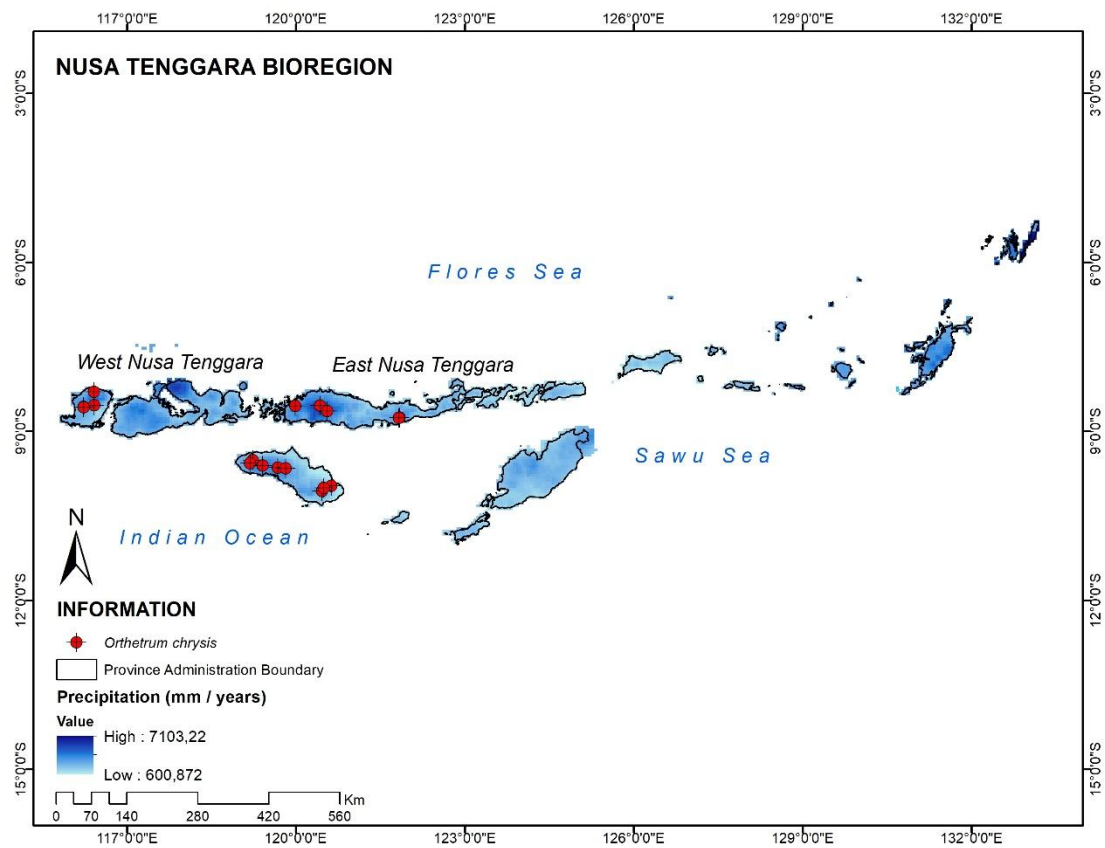 117°0'0"E 120°0'0"E 123°0'0"E 126°0'0"E 129°0'0"E 132°0'0"E
NUSA TENGGARA BIOREGION
3°0'0"S 3°0'0"S
6°0'0"S 6°0'0"S
Flores Sea
West Nusa Tenggara East Nusa Tenggara
9°0'0"S 9°0'0"S
Sawu Sea
Indian Ocean
N
12°0'0"S 12°0'0"S
INFORMATION
Orthetrum chrysis
Province Administration Boundary
Precipitation (mm / years)
Value
High : 7103,22
Low : 600,872
15°0'0"S 15°0'0"S
Km
0 70 140 280 420 560
117°0'0"E 120°0'0"E 123°0'0"E 126°0'0"E 129°0'0"E 132°0'0"E